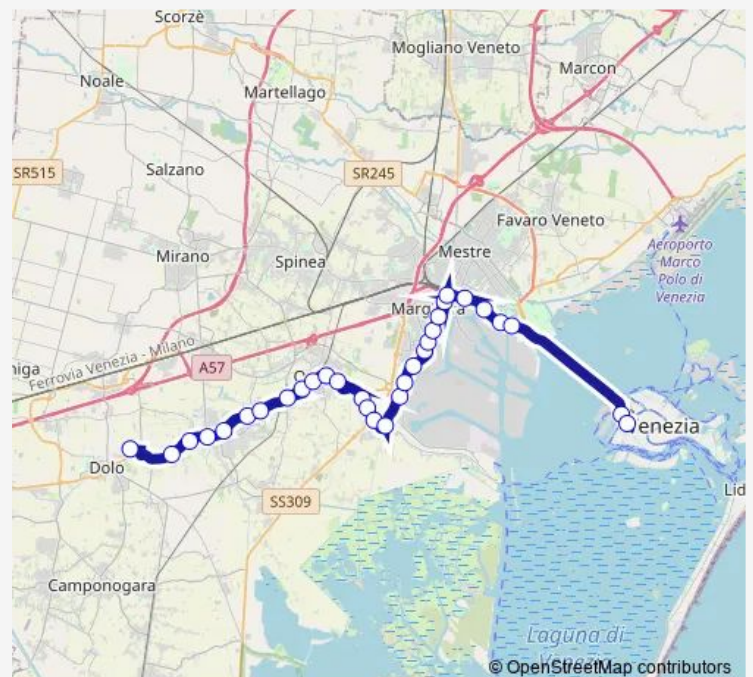 Scorzè
Mogliano Veneto
Marcon
Noale
Martellago
SR515
Salzano
SR245
Favaro Veneto
Mirano
Spinea
Mestre
Aeroporto
Marco
Polo di
Venezia
Ferrovia Venezia - Milano
A57
Dolo
enezia
Lid
SS309
Camponogara
Laguna di
© OpenStreetMap contributors